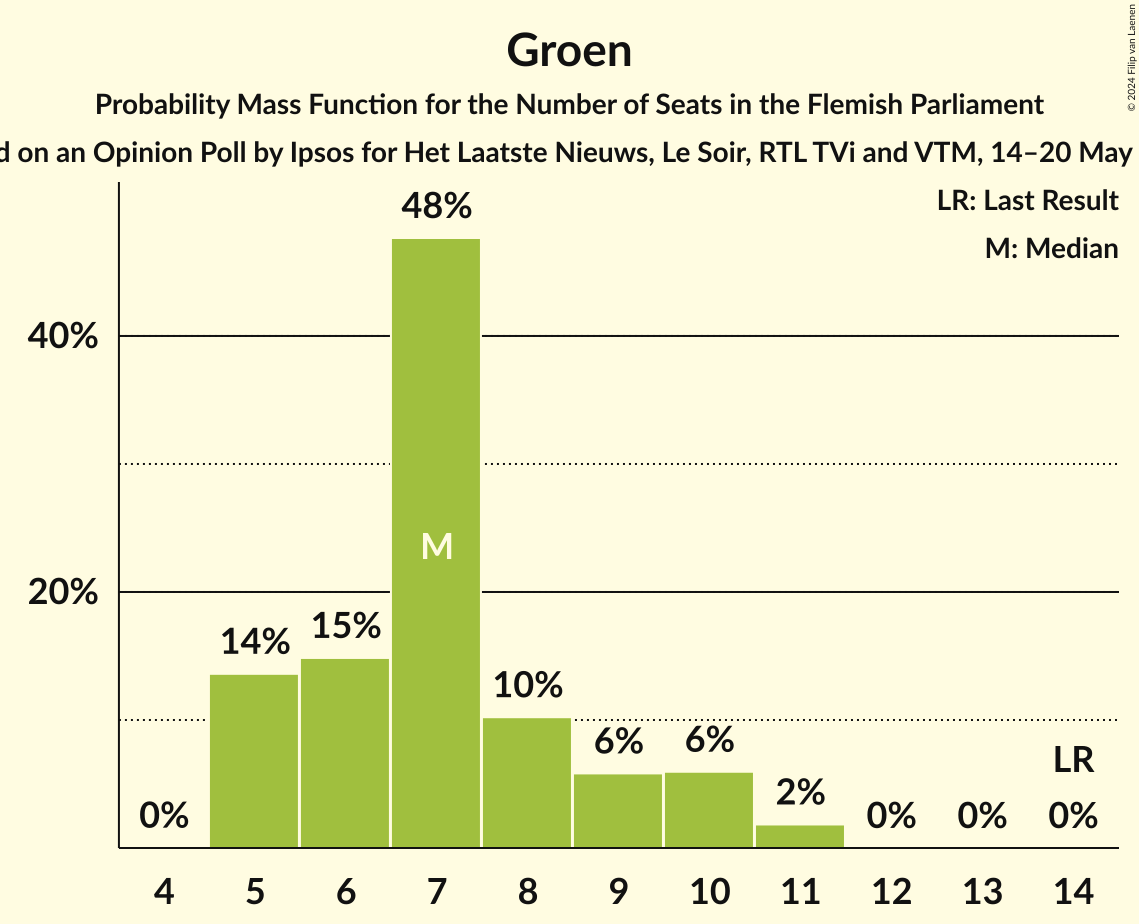 Groen
Probability Mass Function for the Number of Seats in the Flemish Parliament
on an Opinion Poll by Ipsos for Het Laatste Nieuws, Le Soir, RTL TVi and VTM, 14–20 May
LR: Last Result
M: Median
© 2024 Filip van Laenen
40%
20%
48%
M
14%
15%
10%
6%
6%
2%
LR
0%
0%
0%
0%
4 5 6 7 8 9 10 11 12 13 14